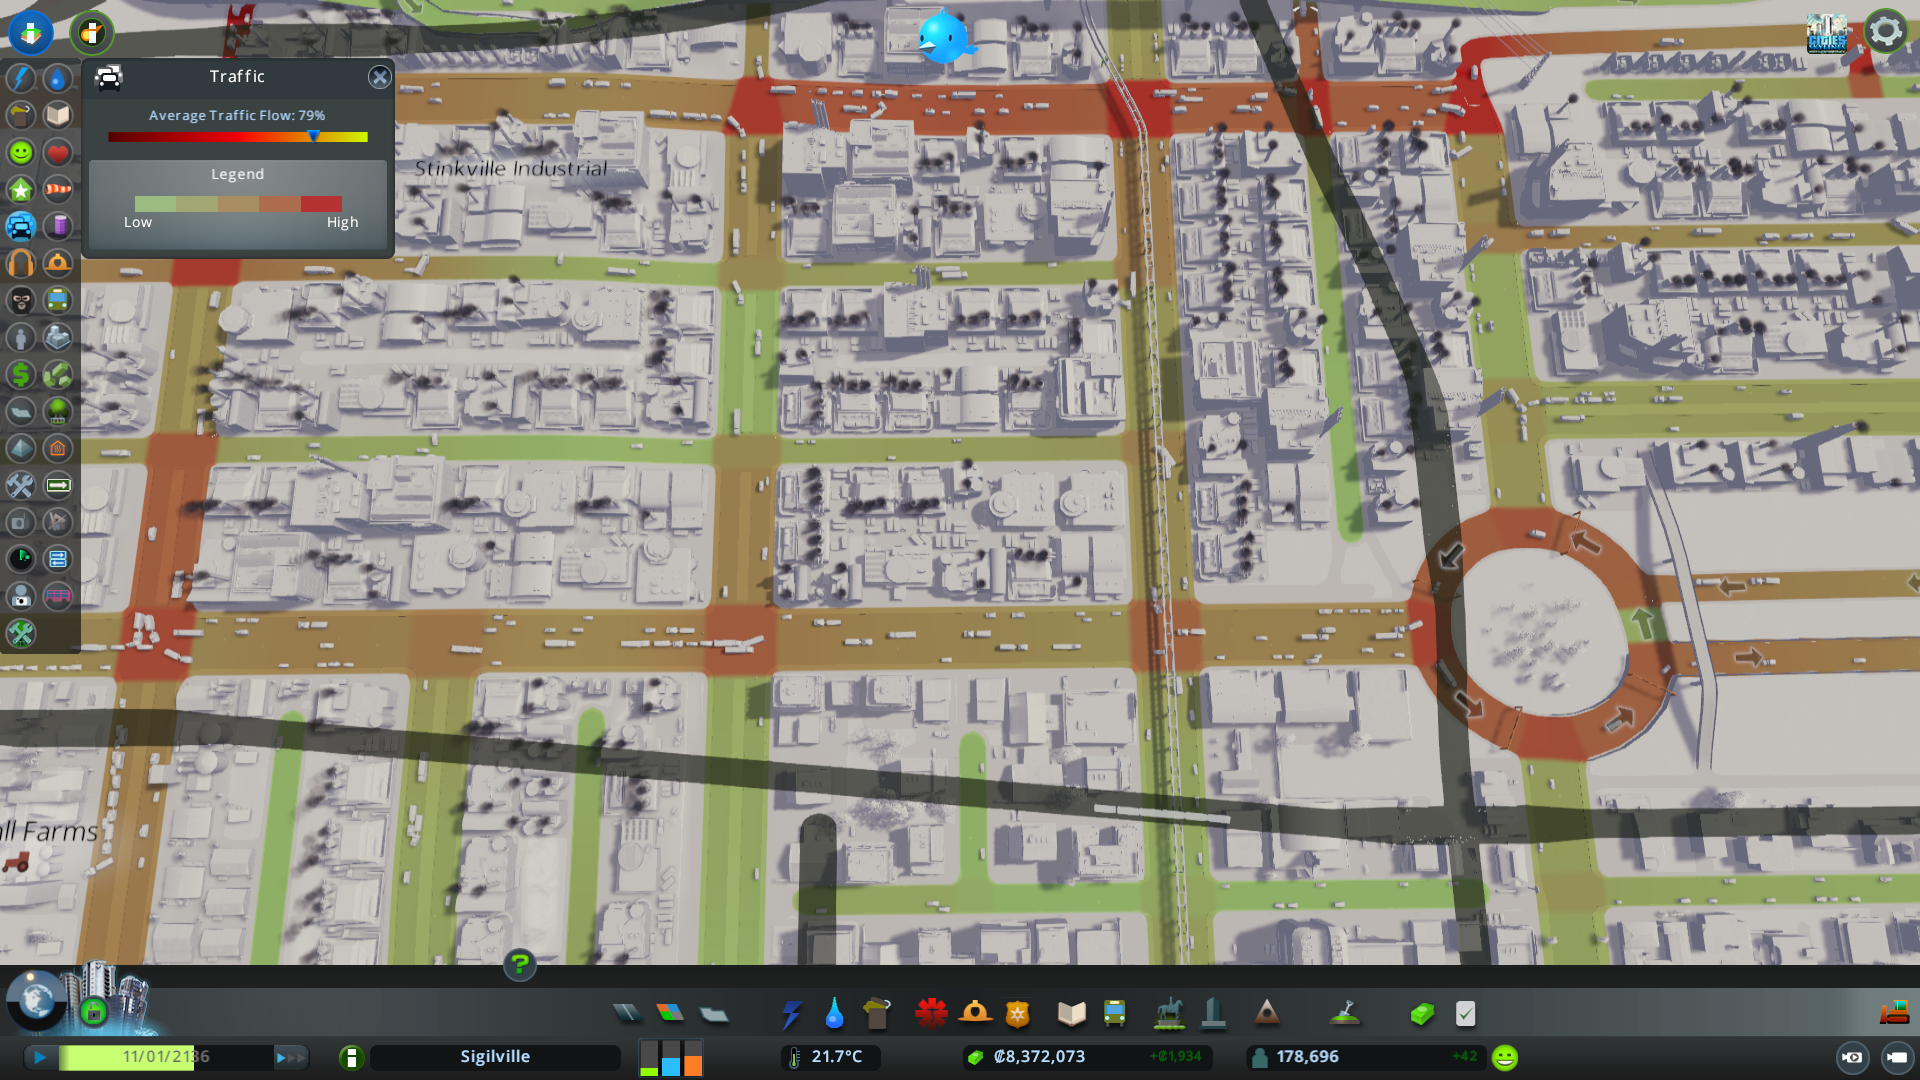 Traffic
Average Traffic Flow: 79%
Legend
Low
High
Stinkville Industrial
CITIES
ll Farms
?
11/01/2136
Sigilville
21.7°C
₡8,372,073
+₡1,934
178,696
+42